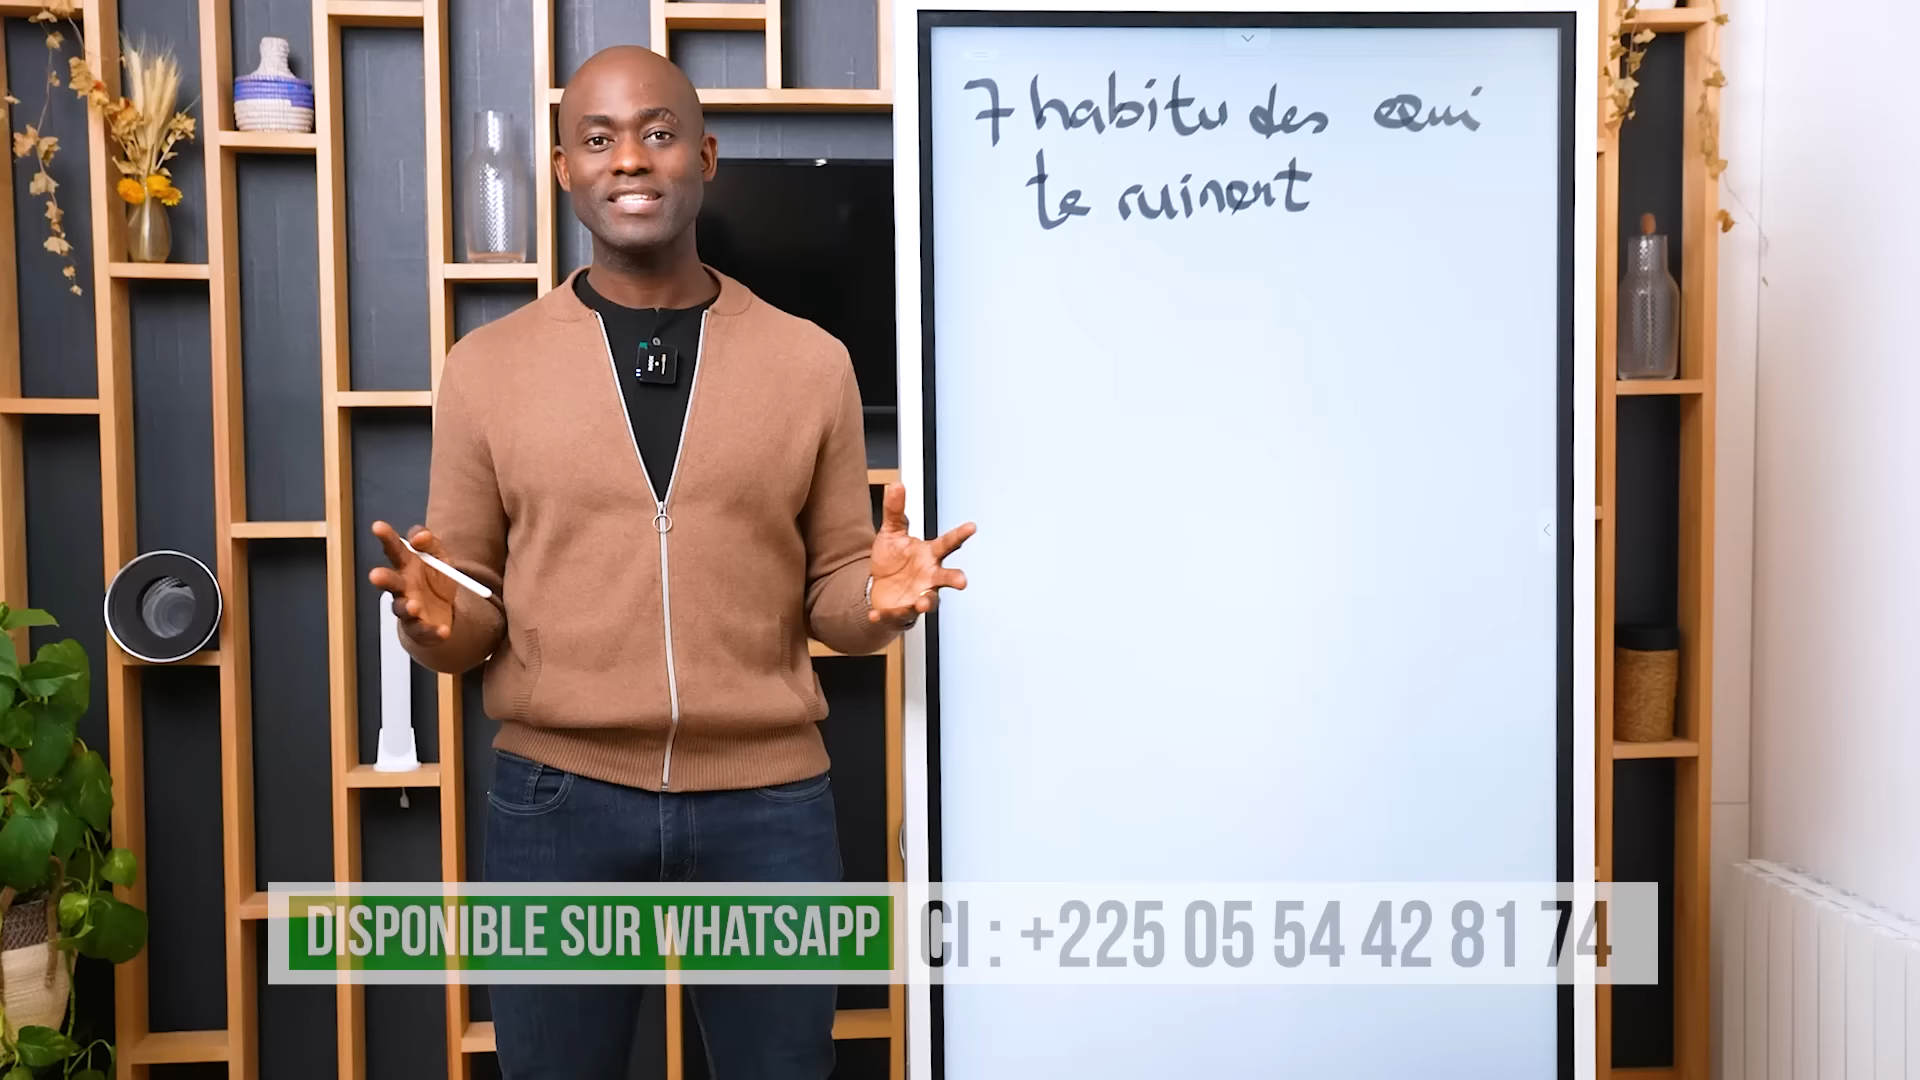 7 habitudes qui
te ruinent
DISPONIBLE SUR WHATSAPP CI : +225 05 54 42 81 74